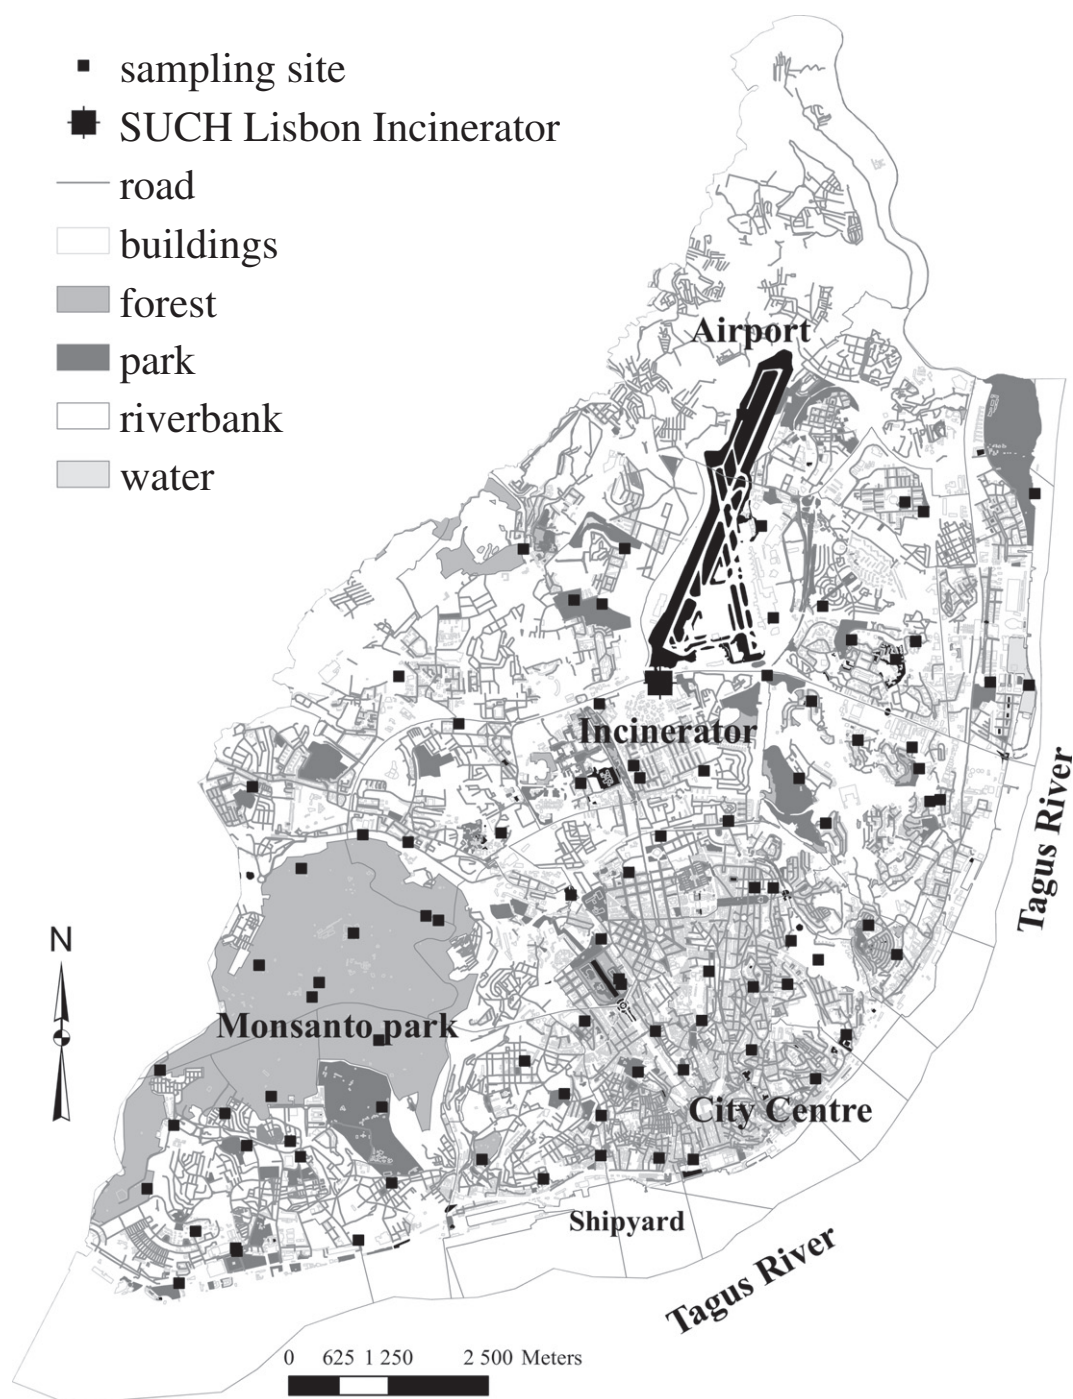 sampling site
SUCH Lisbon Incinerator
road
buildings
forest
park
riverbank
water
Airport
Incinerator
Tagus River
N
Monsanto park
City Centre
Shipyard
Tagus River
0 625 1 250 2 500 Meters